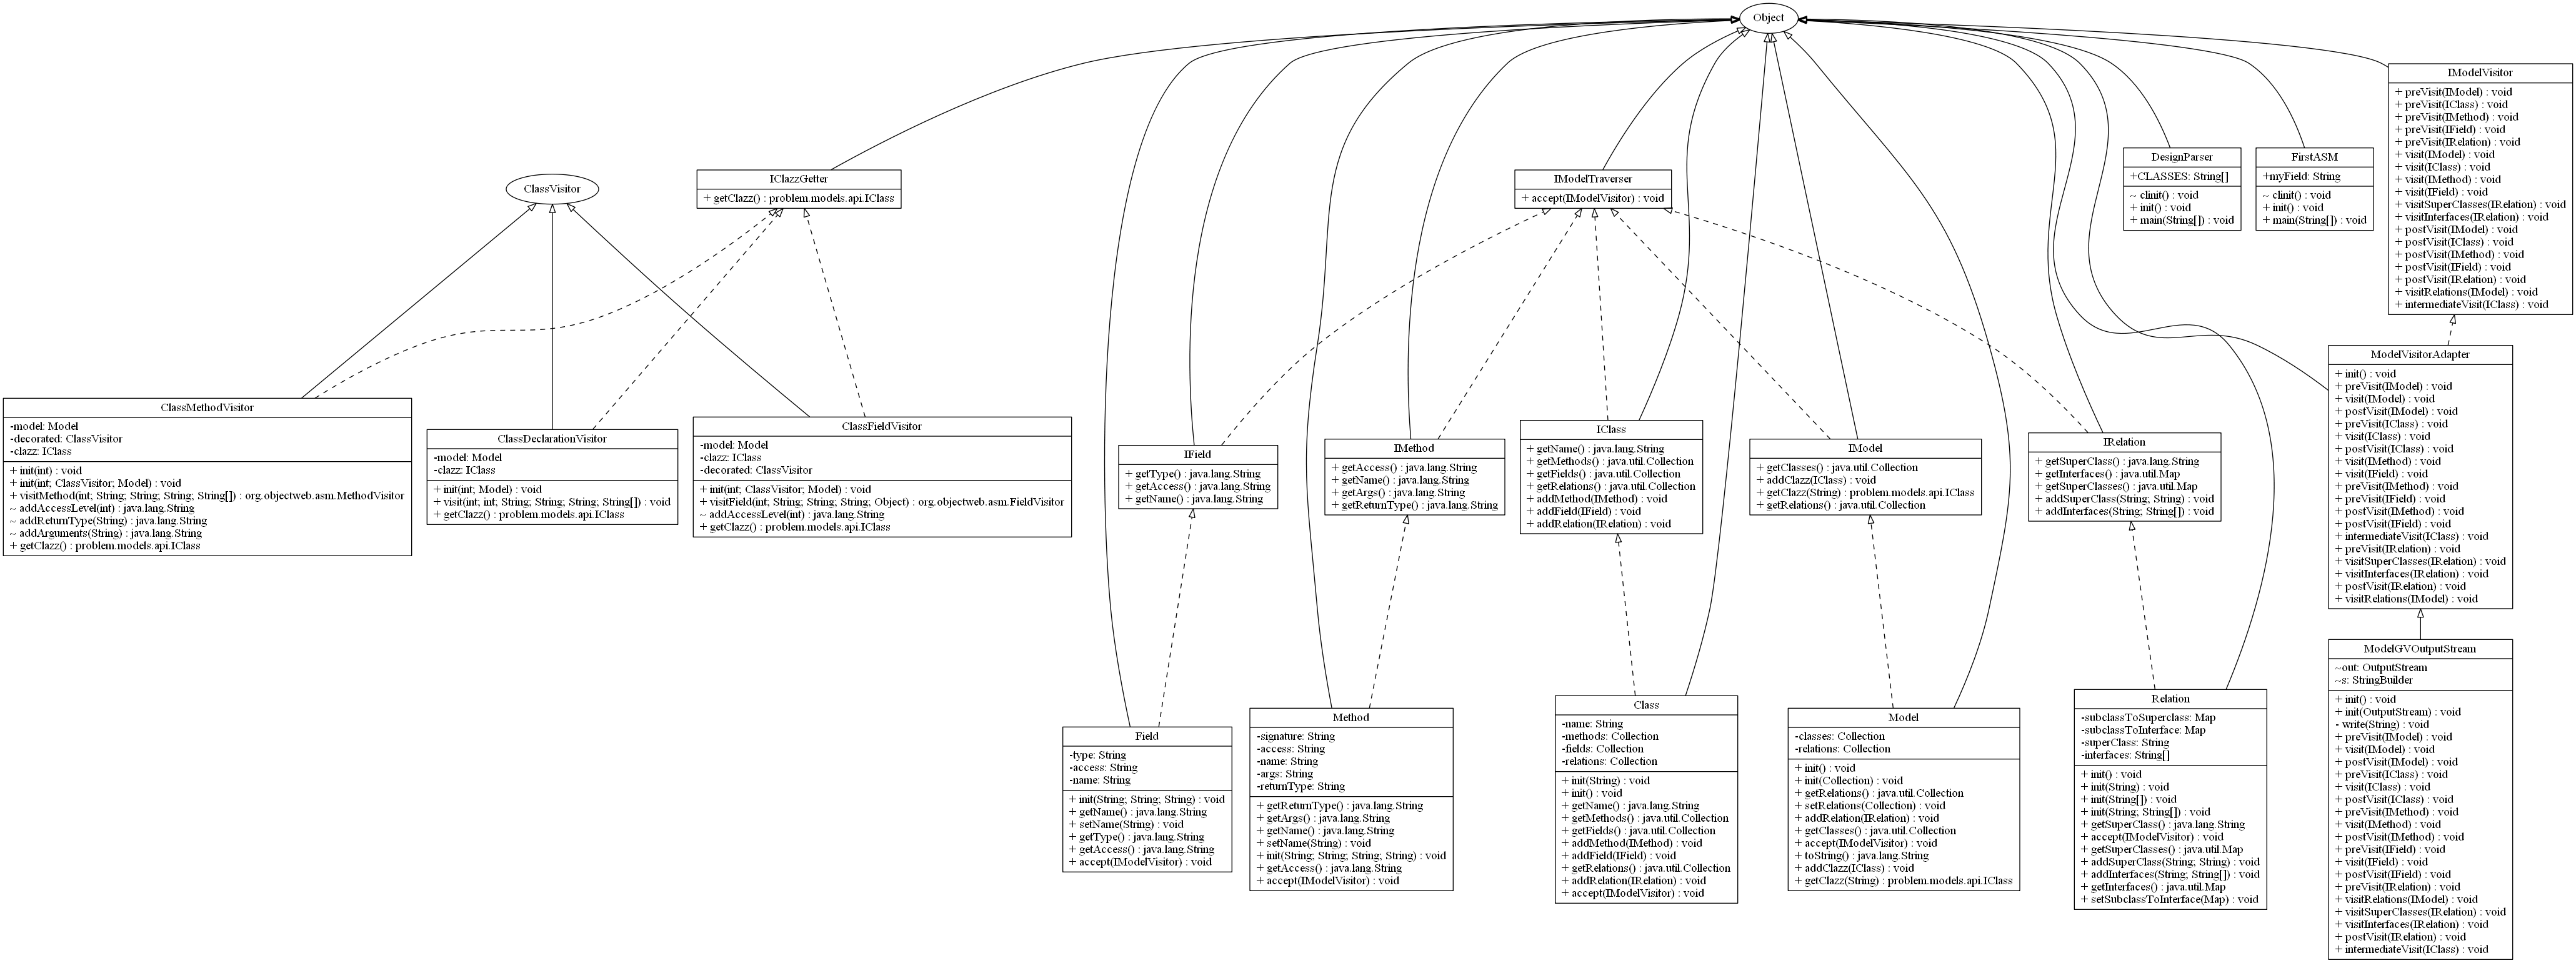 Object
IModelVisitor
+ preVisit(IModel) : void
+ preVisit(IClass) : void
+ preVisit(IMethod) : void
+ preVisit(IField) : void
+ preVisit(IRelation) : void
+ visit(IModel) : void
+ visit(IClass) : void
+ visit(IMethod) : void
+ visit(IField) : void
+ visitSuperClasses(IRelation) : void
+ visitInterfaces(IRelation) : void
+ postVisit(IModel) : void
+ postVisit(IClass) : void
+ postVisit(IMethod) : void
+ postVisit(IField) : void
+ postVisit(IRelation) : void
+ visitRelations(IModel) : void
+ intermediateVisit(IClass) : void
DesignParser
+CLASSES: String[]
~ clinit() : void
+ init() : void
+ main(String[]) : void
FirstASM
+myField: String
~ clinit() : void
+ init() : void
+ main(String[]) : void
ClassVisitor
IClazzGetter
+ getClazz() : problem.models.api.IClass
IModelTraverser
+ accept(IModelVisitor) : void
ClassMethodVisitor
-model: Model
-decorated: ClassVisitor
-clazz: IClass
+ init(int) : void
+ init(int; ClassVisitor; Model) : void
+ visitMethod(int; String; String; String; String[]) : org.objectweb.asm.MethodVisitor
~ addAccessLevel(int) : java.lang.String
~ addReturnType(String) : java.lang.String
~ addArguments(String) : java.lang.String
+ getClazz() : problem.models.api.IClass
ClassDeclarationVisitor
-model: Model
-clazz: IClass
+ init(int; Model) : void
+ visit(int; int; String; String; String; String[]) : void
+ getClazz() : problem.models.api.IClass
ClassFieldVisitor
-model: Model
-clazz: IClass
-decorated: ClassVisitor
+ init(int; ClassVisitor; Model) : void
+ visitField(int; String; String; String; Object) : org.objectweb.asm.FieldVisitor
~ addAccessLevel(int) : java.lang.String
+ getClazz() : problem.models.api.IClass
IField
+ getType() : java.lang.String
+ getAccess() : java.lang.String
+ getName() : java.lang.String
IMethod
+ getAccess() : java.lang.String
+ getName() : java.lang.String
+ getArgs() : java.lang.String
+ getReturnType() : java.lang.String
IClass
+ getName() : java.lang.String
+ getMethods() : java.util.Collection
+ getFields() : java.util.Collection
+ getRelations() : java.util.Collection
+ addMethod(IMethod) : void
+ addField(IField) : void
+ addRelation(IRelation) : void
IModel
+ getClasses() : java.util.Collection
+ addClazz(IClass) : void
+ getClazz(String) : problem.models.api.IClass
+ getRelations() : java.util.Collection
IRelation
+ getSuperClass() : java.lang.String
+ getInterfaces() : java.util.Map
+ getSuperClasses() : java.util.Map
+ addSuperClass(String; String) : void
+ addInterfaces(String; String[]) : void
ModelVisitorAdapter
+ init() : void
+ preVisit(IModel) : void
+ visit(IModel) : void
+ postVisit(IModel) : void
+ preVisit(IClass) : void
+ visit(IClass) : void
+ postVisit(IClass) : void
+ visit(IMethod) : void
+ visit(IField) : void
+ preVisit(IMethod) : void
+ preVisit(IField) : void
+ postVisit(IMethod) : void
+ postVisit(IField) : void
+ intermediateVisit(IClass) : void
+ preVisit(IRelation) : void
+ visitSuperClasses(IRelation) : void
+ visitInterfaces(IRelation) : void
+ postVisit(IRelation) : void
+ visitRelations(IModel) : void
Field
-type: String
-access: String
-name: String
+ init(String; String; String) : void
+ getName() : java.lang.String
+ setName(String) : void
+ getType() : java.lang.String
+ getAccess() : java.lang.String
+ accept(IModelVisitor) : void
Method
-signature: String
-access: String
-name: String
-args: String
-returnType: String
+ getReturnType() : java.lang.String
+ getArgs() : java.lang.String
+ getName() : java.lang.String
+ setName(String) : void
+ init(String; String; String; String) : void
+ getAccess() : java.lang.String
+ accept(IModelVisitor) : void
Class
-name: String
-methods: Collection
-fields: Collection
-relations: Collection
+ init(String) : void
+ init() : void
+ getName() : java.lang.String
+ getMethods() : java.util.Collection
+ getFields() : java.util.Collection
+ addMethod(IMethod) : void
+ addField(IField) : void
+ getRelations() : java.util.Collection
+ addRelation(IRelation) : void
+ accept(IModelVisitor) : void
Model
-classes: Collection
-relations: Collection
+ init() : void
+ init(Collection) : void
+ getRelations() : java.util.Collection
+ setRelations(Collection) : void
+ addRelation(IRelation) : void
+ getClasses() : java.util.Collection
+ accept(IModelVisitor) : void
+ toString() : java.lang.String
+ addClazz(IClass) : void
+ getClazz(String) : problem.models.api.IClass
Relation
-subclassToSuperclass: Map
-subclassToInterface: Map
-superClass: String
-interfaces: String[]
+ init() : void
+ init(String) : void
+ init(String[]) : void
+ init(String; String[]) : void
+ getSuperClass() : java.lang.String
+ accept(IModelVisitor) : void
+ getSuperClasses() : java.util.Map
+ addSuperClass(String; String) : void
+ addInterfaces(String; String[]) : void
+ getInterfaces() : java.util.Map
+ setSubclassToInterface(Map) : void
ModelGVOutputStream
~out: OutputStream
~s: StringBuilder
+ init() : void
+ init(OutputStream) : void
- write(String) : void
+ preVisit(IModel) : void
+ visit(IModel) : void
+ postVisit(IModel) : void
+ preVisit(IClass) : void
+ visit(IClass) : void
+ postVisit(IClass) : void
+ preVisit(IMethod) : void
+ visit(IMethod) : void
+ postVisit(IMethod) : void
+ preVisit(IField) : void
+ visit(IField) : void
+ postVisit(IField) : void
+ preVisit(IRelation) : void
+ visitRelations(IModel) : void
+ visitSuperClasses(IRelation) : void
+ visitInterfaces(IRelation) : void
+ postVisit(IRelation) : void
+ intermediateVisit(IClass) : void